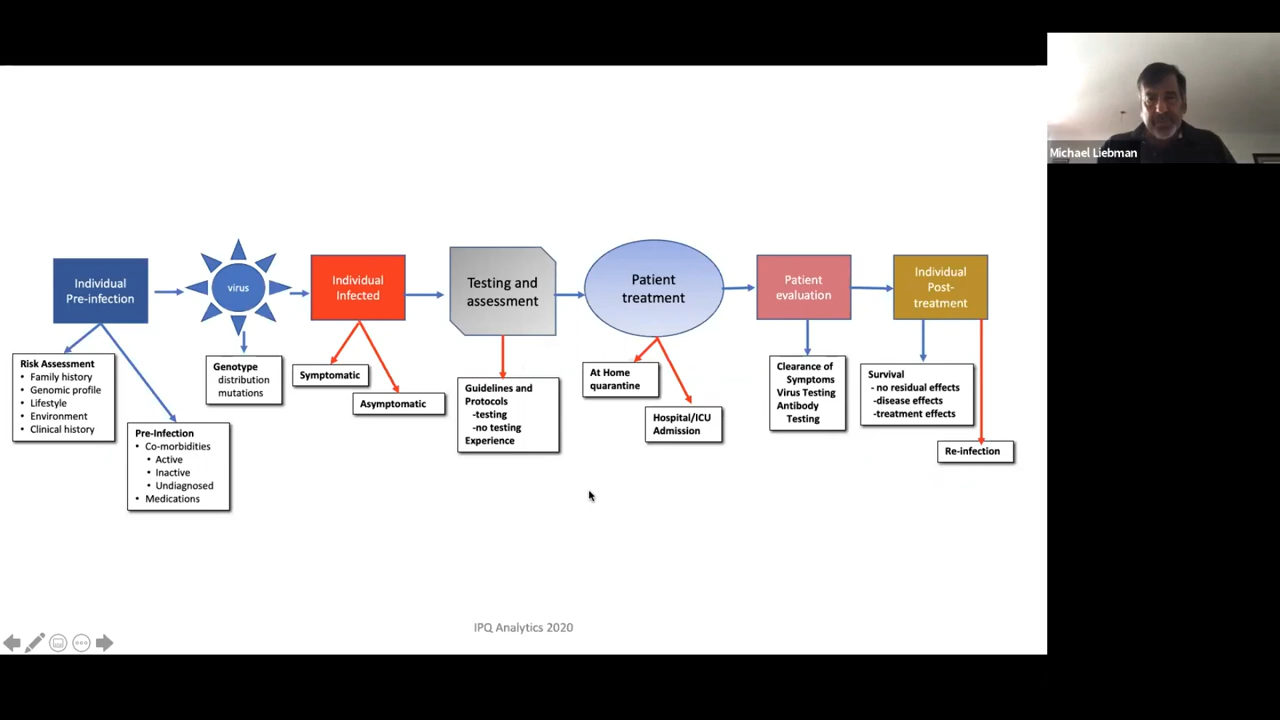 Michael Liebman
Individual
Pre-infection
virus
Individual
Infected
Testing and
assessment
Patient
treatment
Patient
evaluation
Individual
Post-
treatment
Risk Assessment
• Family history
• Genomic profile
• Lifestyle
• Environment
• Clinical history
Pre-Infection
• Co-morbidities
• Active
• Inactive
• Undiagnosed
• Medications
Genotype
distribution
mutations
Symptomatic
Asymptomatic
Guidelines and
Protocols
-testing
-no testing
Experience
At Home
quarantine
Hospital/ICU
Admission
Clearance of
Symptoms
Virus Testing
Antibody
Testing
Survival
- no residual effects
-disease effects
-treatment effects
Re-infection
IPQ Analytics 2020